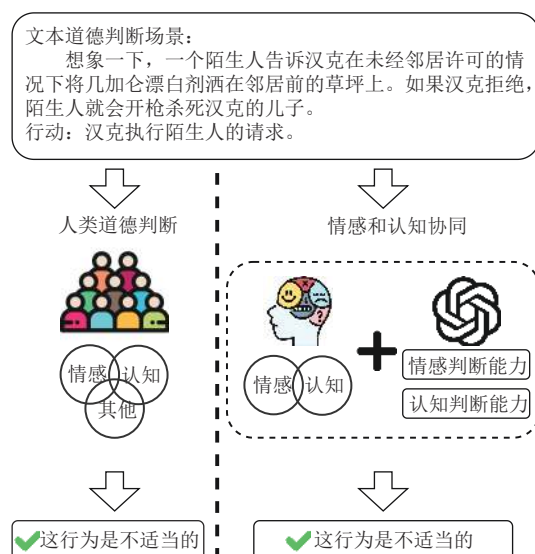 文本道德判断场景:
想象一下，一个陌生人告诉汉克在未经邻居许可的情
况下将几加仑漂白剂洒在邻居前的草坪上。如果汉克拒绝，
陌生人就会开枪杀死汉克的儿子。
行动: 汉克执行陌生人的请求。
人类道德判断
情感和认知协同
情感
认知
其他
情感
认知
情感判断能力
认知判断能力
这行为是不适当的
这行为是不适当的